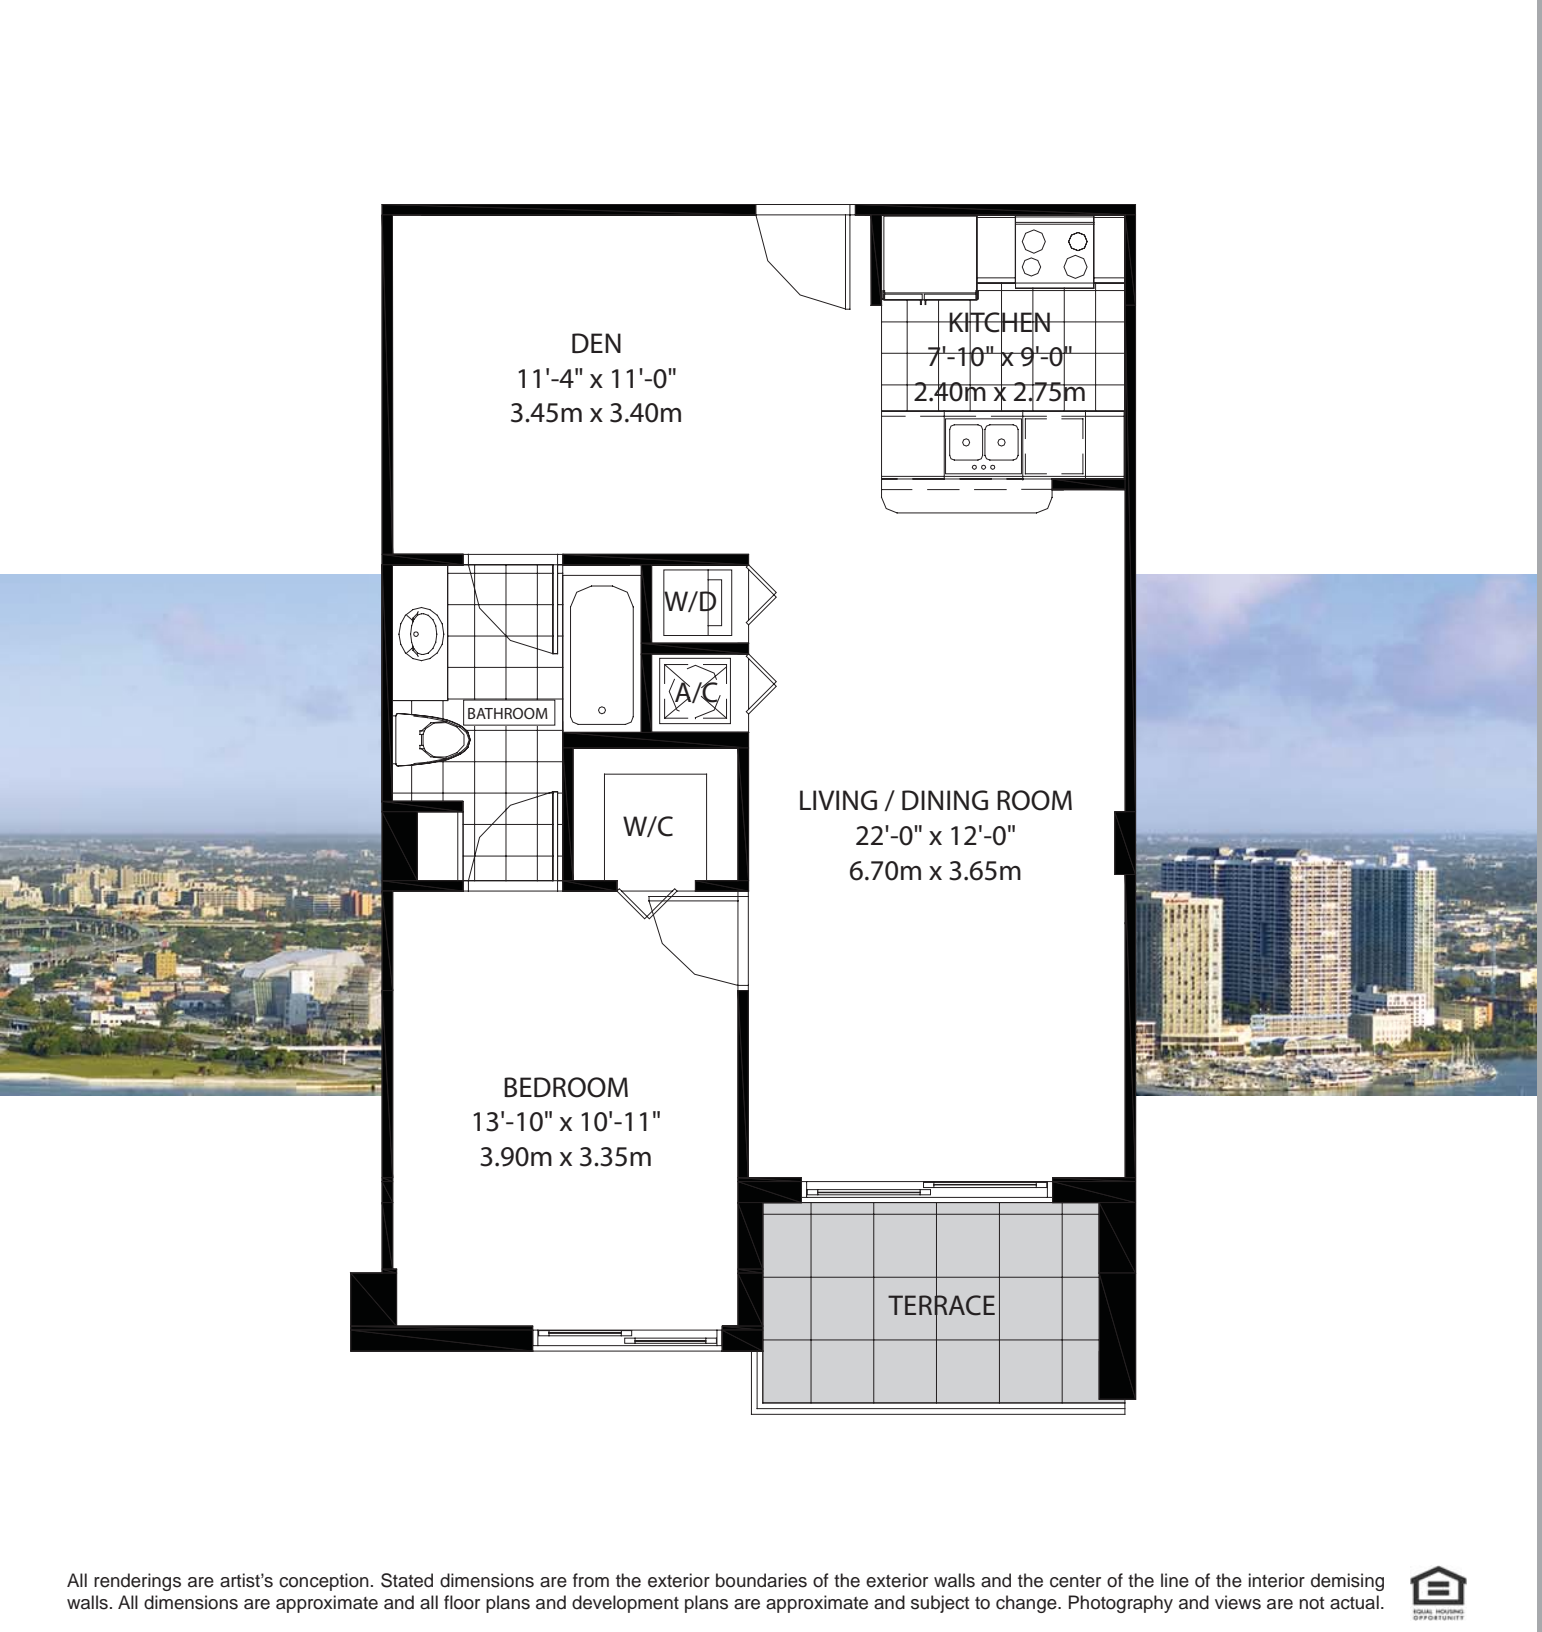 DEN
11'-4" x 11'-0"
3.45m x 3.40m
KITCHEN
7'-10" x 9'-0"
2.40m x 2.75m
W/D
A/C
BATHROOM
W/C
LIVING / DINING ROOM
22'-0" x 12'-0"
6.70m x 3.65m
BEDROOM
13'-10" x 10'-11"
3.90m x 3.35m
TERRACE
All renderings are artist’s conception. Stated dimensions are from the exterior boundaries of the exterior walls and the center of the line of the interior demising
walls. All dimensions are approximate and all floor plans and development plans are approximate and subject to change. Photography and views are not actual.
EQUAL HOUSING
OPPORTUNITY